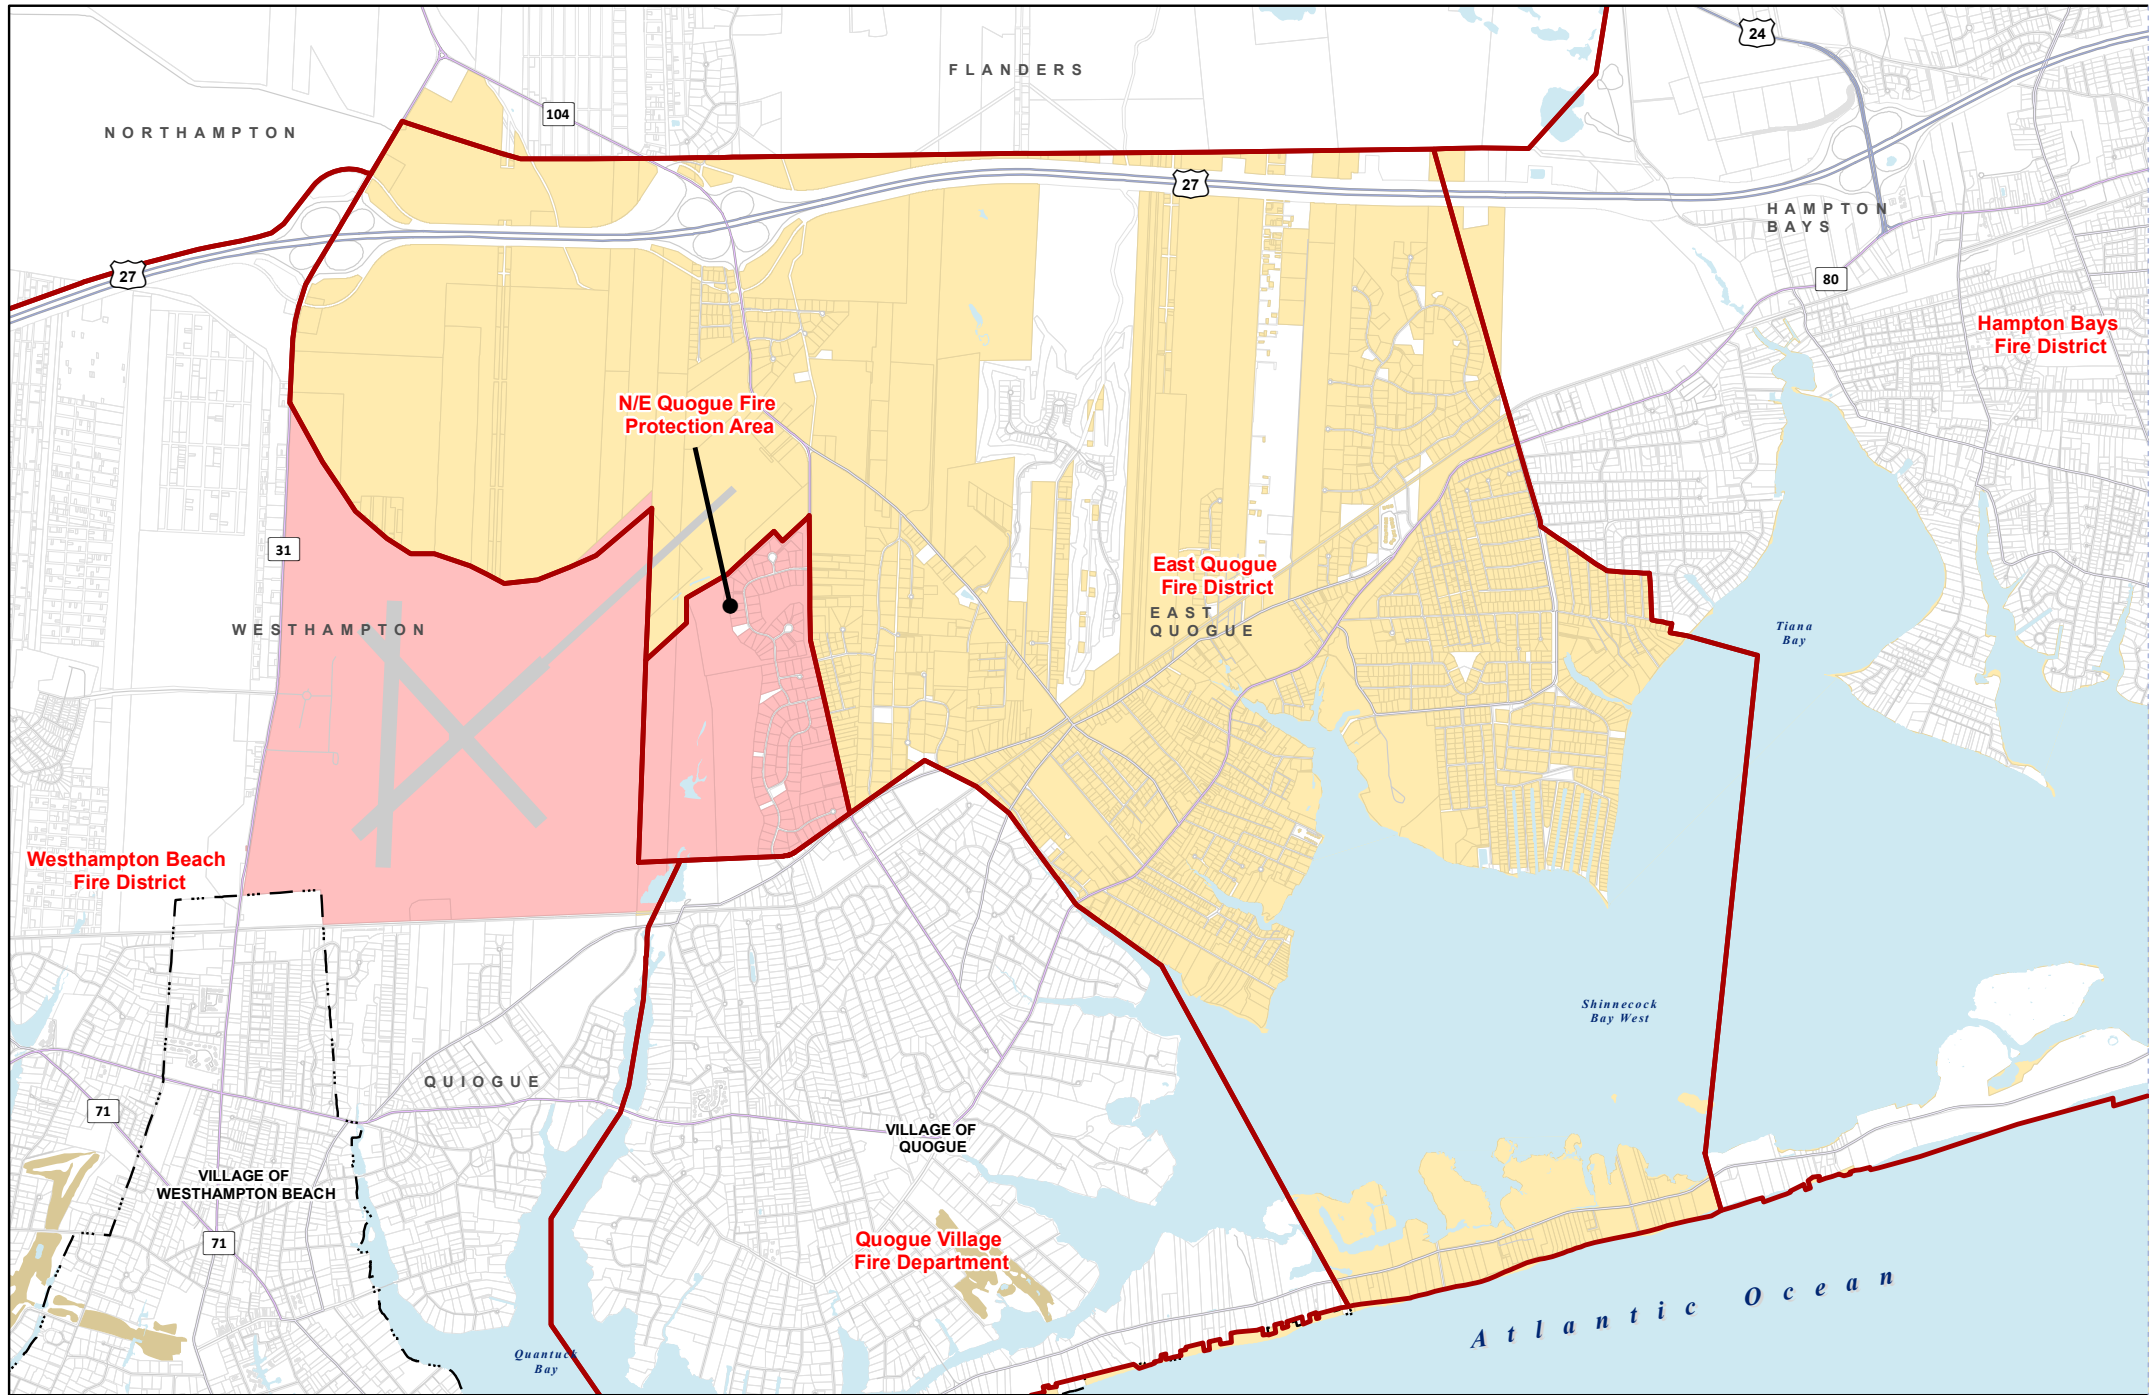 24
FLANDERS
104
NORTHAMPTON
27
HAMPTON
BAYS
27
80
Hampton Bays
Fire District
N/E Quogue Fire
Protection Area
31
East Quogue
Fire District
EAST
QUOGUE
WESTHAMPTON
Tiana
Bay
Westhampton Beach
Fire District
Shinnecock
Bay West
QUIOGUE
71
VILLAGE OF
QUOGUE
VILLAGE OF
WESTHAMPTON BEACH
71
Quogue Village
Fire Department
Atlantic Ocean
Quantuck
Bay